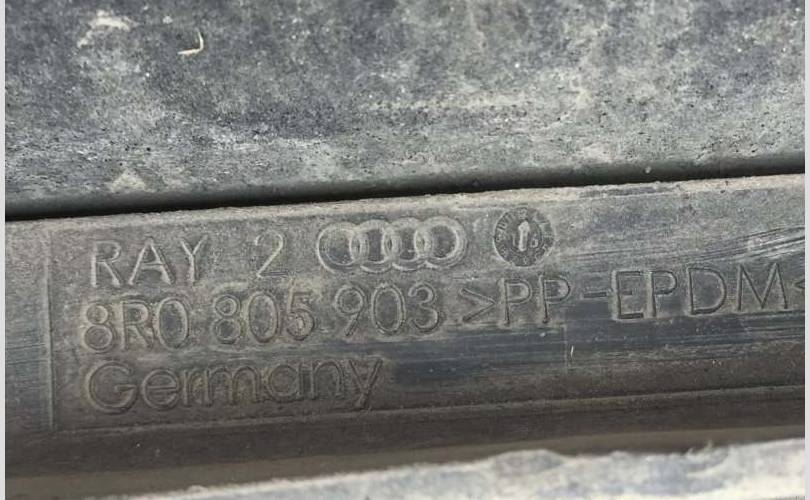 RAY 2
8R0 805 903 >PP-EPDM<
Germany